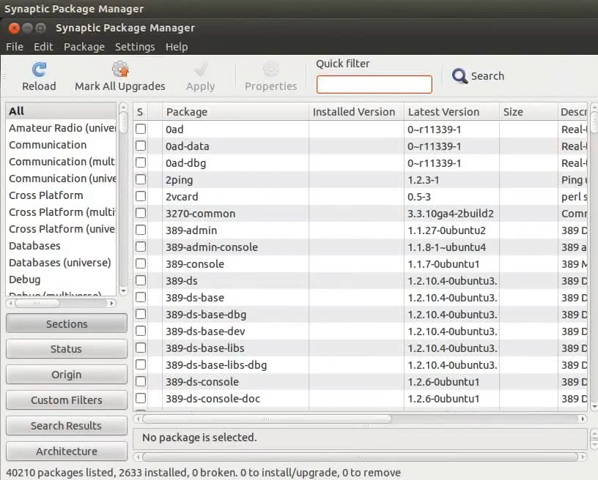 Synaptic Package Manager
Synaptic Package Manager
File Edit Package Settings Help
Reload Mark All Upgrades Apply Properties Quick filter Search
All
Amateur Radio (unive
Communication
Communication (mult
Communication (unive
Cross Platform
Cross Platform (multi
Cross Platform (unive
Databases
Databases (universe)
Debug
Debug (multiverse)
Sections
Status
Origin
Custom Filters
Search Results
Architecture
S Package Installed Version Latest Version Size Descr
0ad 0~r11339-1 Real-t
0ad-data 0~r11339-1 Real-t
0ad-dbg 0~r11339-1 Real-t
2ping 1.2.3-1 Ping u
2vcard 0.5-3 perl s
3270-common 3.3.10ga4-2build2 Comm
389-admin 1.1.27-0ubuntu2 389 D
389-admin-console 1.1.8-1~ubuntu4 389 a
389-console 1.1.7-0ubuntu1 389 M
389-ds 1.2.10.4-0ubuntu3. 389 D
389-ds-base 1.2.10.4-0ubuntu3. 389 D
389-ds-base-dbg 1.2.10.4-0ubuntu3. 389 D
389-ds-base-dev 1.2.10.4-0ubuntu3. 389 D
389-ds-base-libs 1.2.10.4-0ubuntu3. 389 D
389-ds-base-libs-dbg 1.2.10.4-0ubuntu3. 389 D
389-ds-console 1.2.6-0ubuntu1 389 D
389-ds-console-doc 1.2.6-0ubuntu1 389 D
No package is selected.
40210 packages listed, 2633 installed, 0 broken. 0 to install/upgrade, 0 to remove